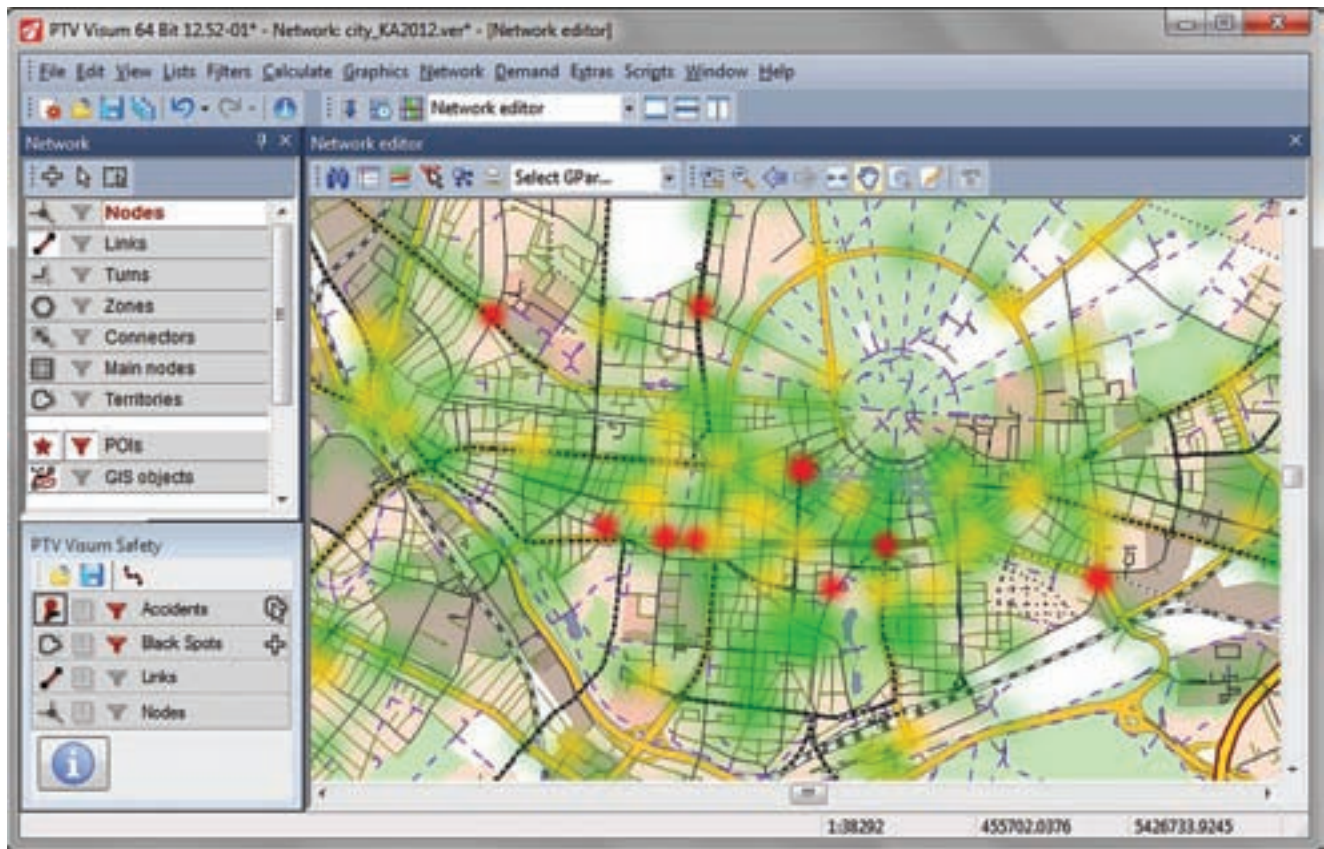 PTV Visum 64 Bit 12.52-01* - Network: city_KA2012.ver* - [Network editor]
File Edit View Lists Filters Calculate Graphics Network Demand Extras Scripts Window Help
Network editor
Network
Network editor
Select GPar...
Nodes
Links
Turns
Zones
Connectors
Main nodes
Territories
POIs
GIS objects
PTV Visum Safety
Accidents
Black Spots
Links
Nodes
1:38292 455702.0376 5426733.9245